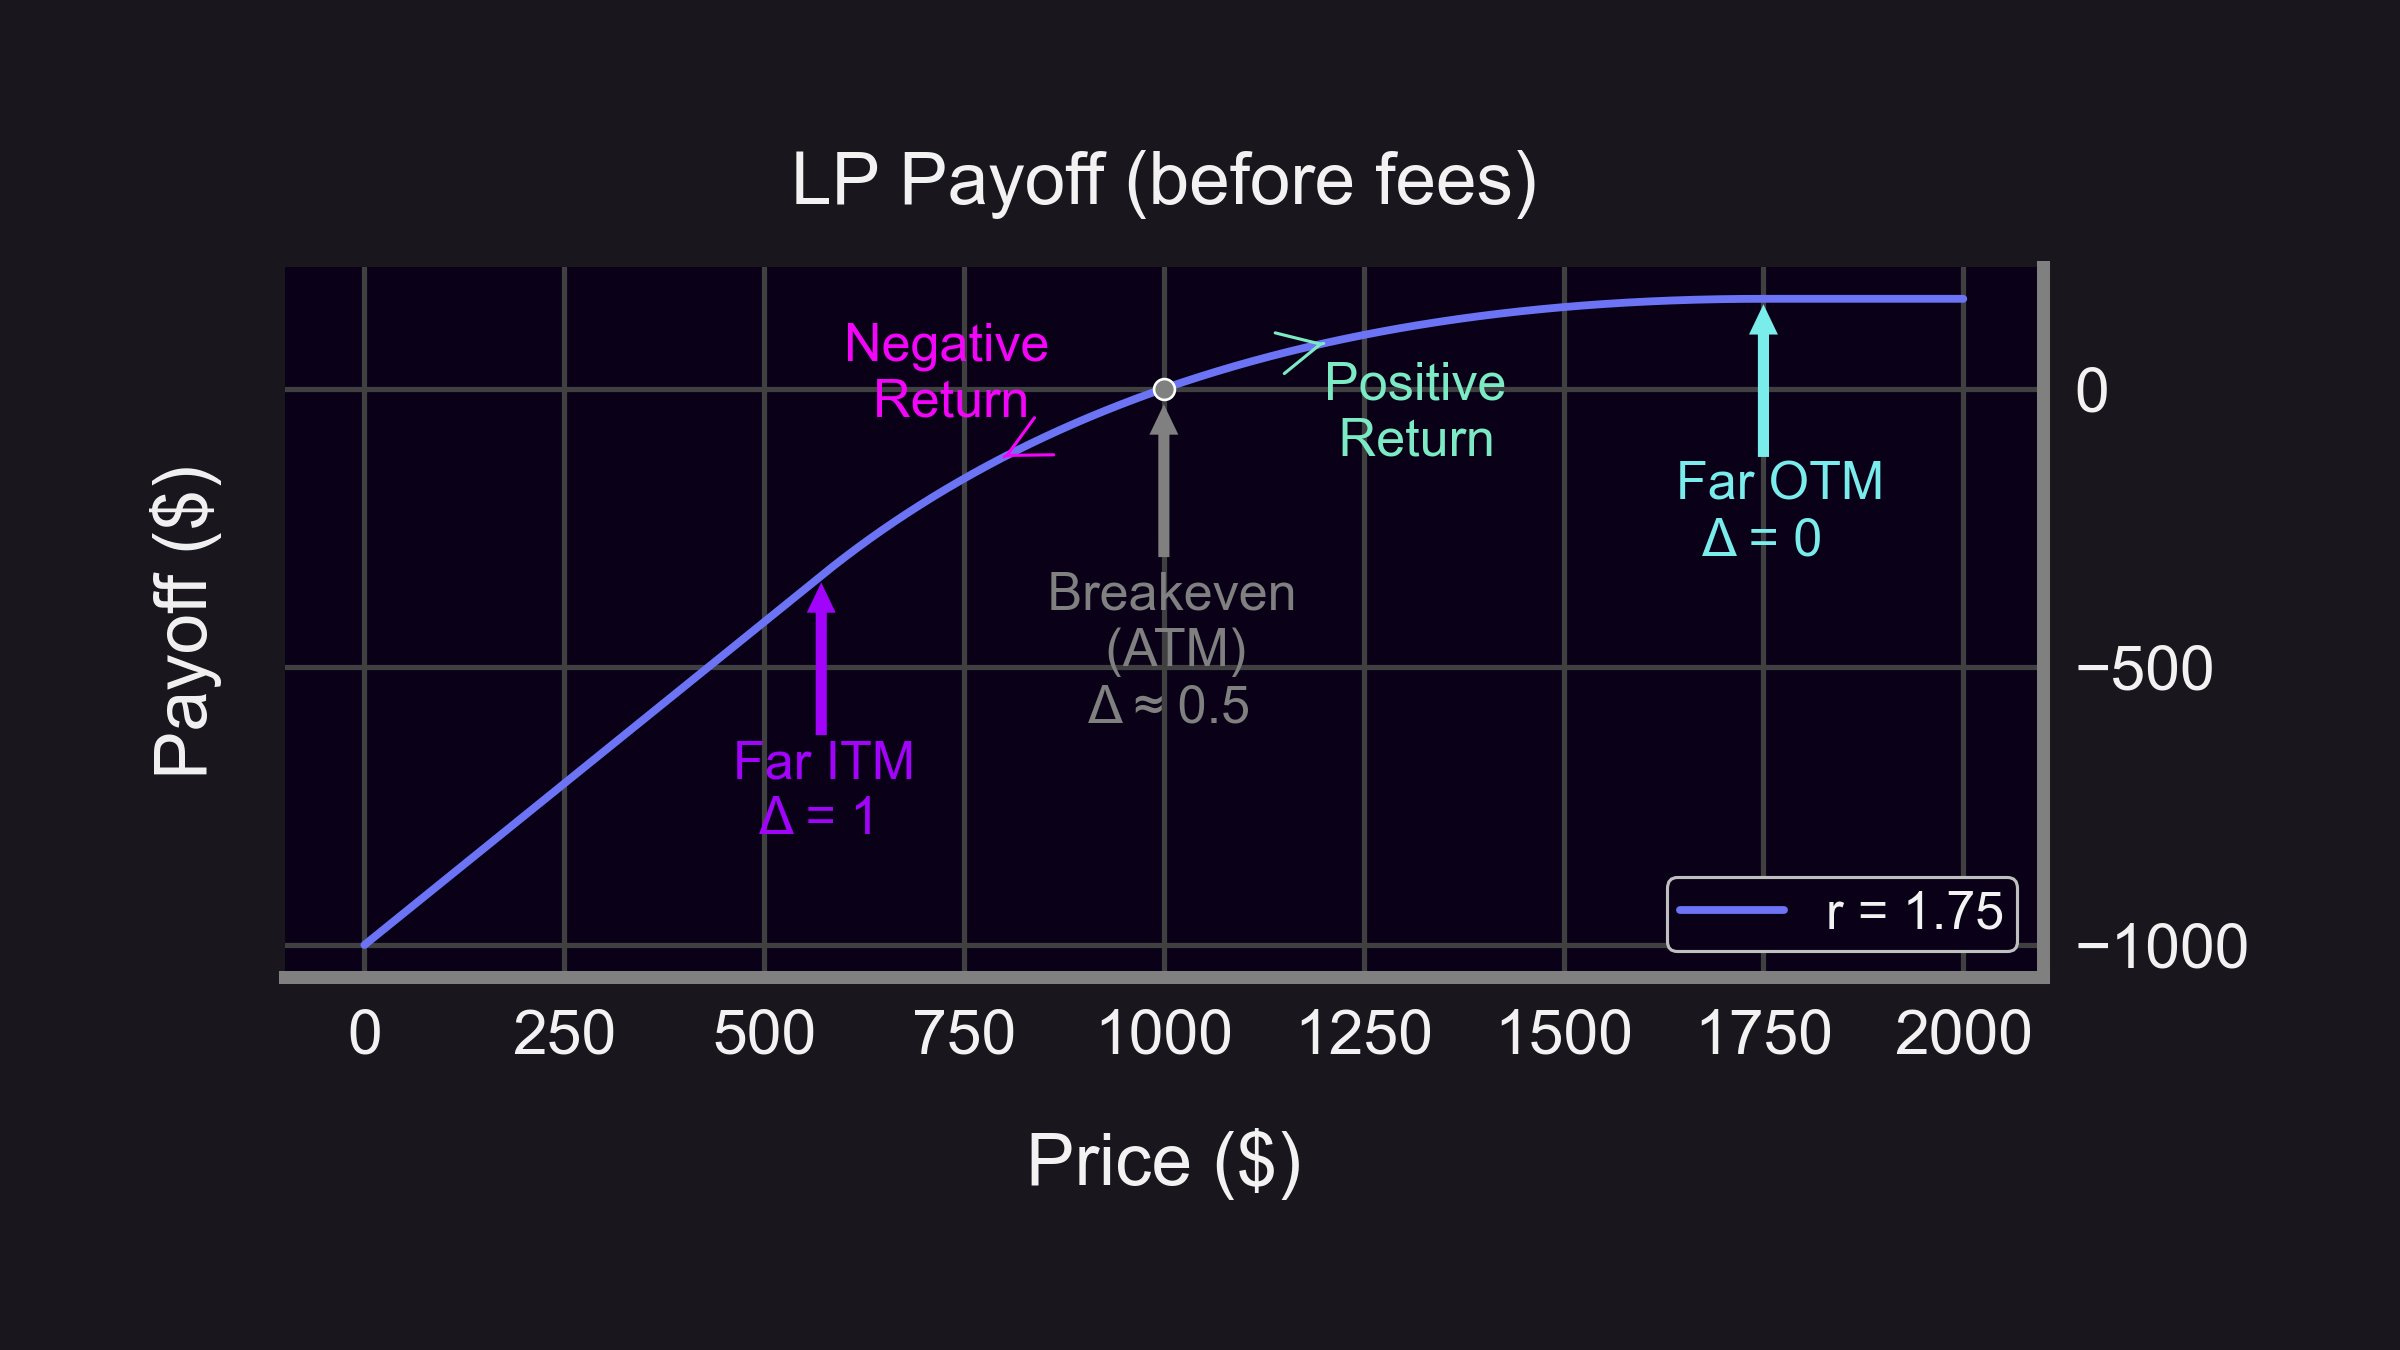 LP Payoff (before fees)
Negative
Return
Positive
Return
Far OTM
Δ = 0
Breakeven
(ATM)
Δ ≈ 0.5
Far ITM
Δ = 1
r = 1.75
0
−500
−1000
Payoff ($)
0 250 500 750 1000 1250 1500 1750 2000
Price ($)